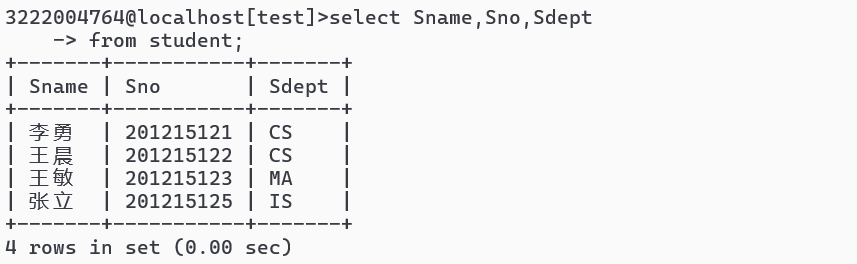 3222004764@localhost[test]>select Sname,Sno,Sdept
    -> from student;
+-------+-----------+-------+
| Sname | Sno       | Sdept |
+-------+-----------+-------+
| 李勇  | 201215121 | CS    |
| 王晨  | 201215122 | CS    |
| 王敏  | 201215123 | MA    |
| 张立  | 201215125 | IS    |
+-------+-----------+-------+
4 rows in set (0.00 sec)